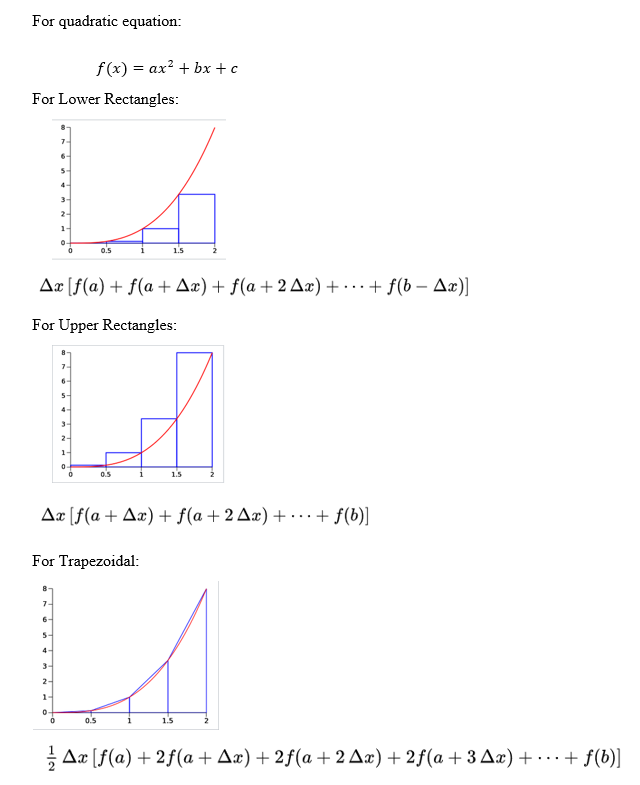 For quadratic equation:
f(x) = ax² + bx + c
For Lower Rectangles:
8
7
6
5
4
3
2
1
0
0 0.5 1 1.5 2
Δx [f(a) + f(a + Δx) + f(a + 2 Δx) + ··· + f(b − Δx)]
For Upper Rectangles:
8
7
6
5
4
3
2
1
0
0 0.5 1 1.5 2
Δx [f(a + Δx) + f(a + 2 Δx) + ··· + f(b)]
For Trapezoidal:
8
7
6
5
4
3
2
1
0
0 0.5 1 1.5 2
½ Δx [f(a) + 2f(a + Δx) + 2f(a + 2 Δx) + 2f(a + 3 Δx) + ··· + f(b)]